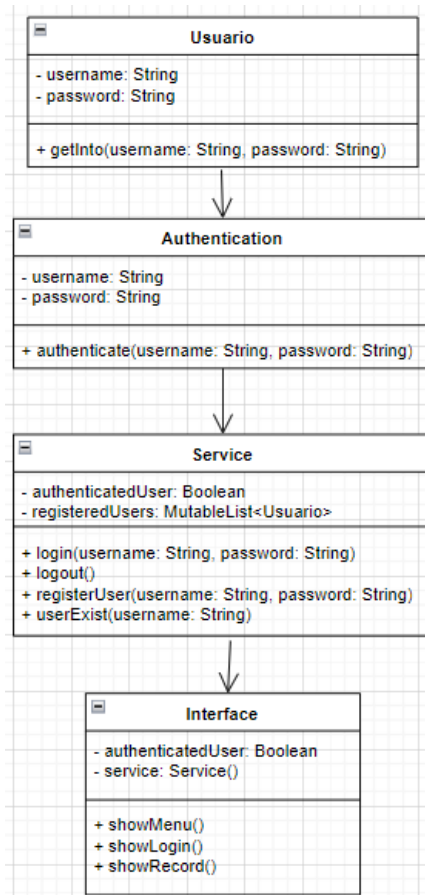 Usuario
- username: String
- password: String
+ getInto(username: String, password: String)
Authentication
- username: String
- password: String
+ authenticate(username: String, password: String)
Service
- authenticatedUser: Boolean
- registeredUsers: MutableList<Usuario>
+ login(username: String, password: String)
+ logout()
+ registerUser(username: String, password: String)
+ userExist(username: String)
Interface
- authenticatedUser: Boolean
- service: Service()
+ showMenu()
+ showLogin()
+ showRecord()